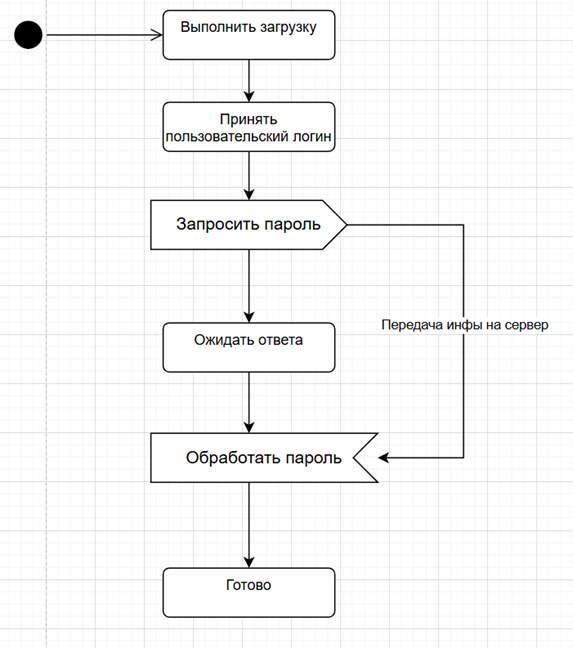 Выполнить загрузку
Принять
пользовательский логин
Запросить пароль
Передача инфы на сервер
Ожидать ответа
Обработать пароль
Готово